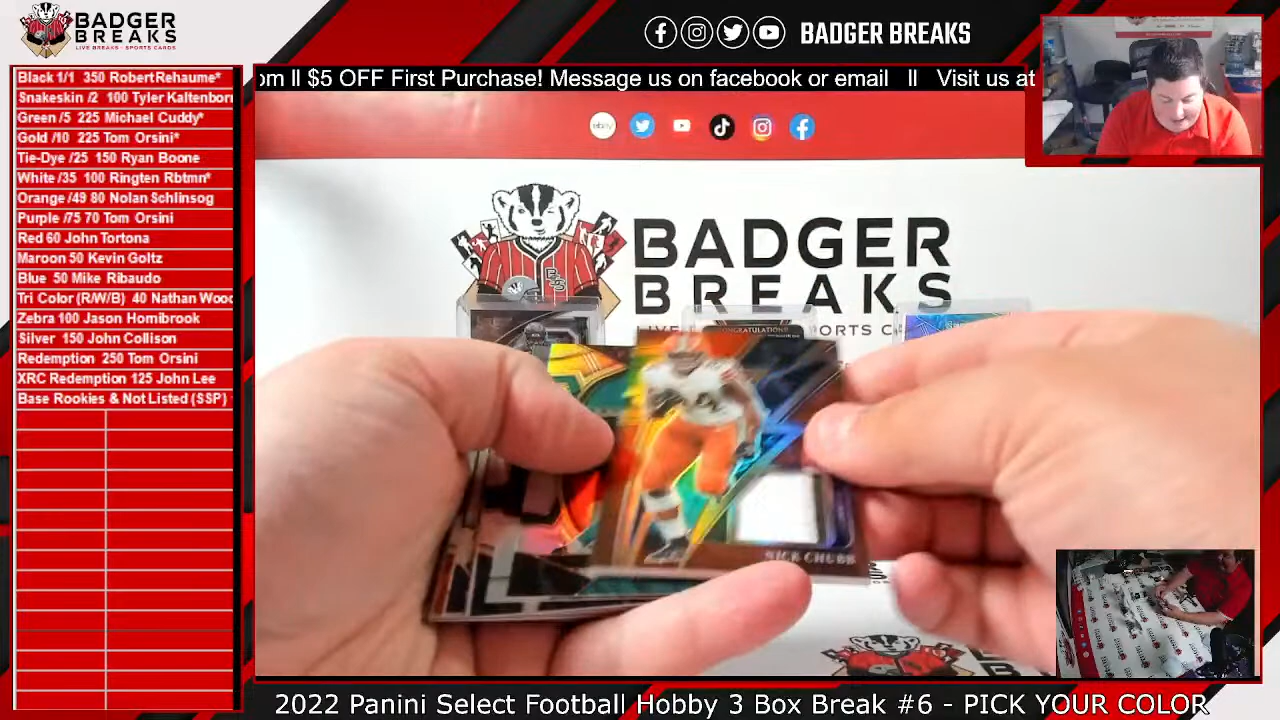 BADGER
BREAKS
LIVE BREAKS - SPORTS CARDS
BADGER BREAKS
om ll $5 OFF First Purchase! Message us on facebook or email ll Visit us at
Black 1/1 350 RobertRehaume*
Snakeskin /2 100 Tyler Kaltenborn
Green /5 225 Michael Cuddy*
Gold /10 225 Tom Orsini*
Tie-Dye /25 150 Ryan Boone
White /35 100 Ringten Rbtmn*
Orange /49 80 Nolan Schlinsog
Purple /75 70 Tom Orsini
Red 60 John Tortona
Maroon 50 Kevin Goltz
Blue 50 Mike Ribaudo
Tri Color (R/W/B) 40 Nathan Wood
Zebra 100 Jason Hornibrook
Silver 150 John Collison
Redemption 250 Tom Orsini
XRC Redemption 125 John Lee
Base Rookies & Not Listed (SSP)
ebay
BADGER
BREAKS
CONGRATULATIONS
NICK CHUBB
2022 Panini Select Football Hobby 3 Box Break #6 - PICK YOUR COLOR